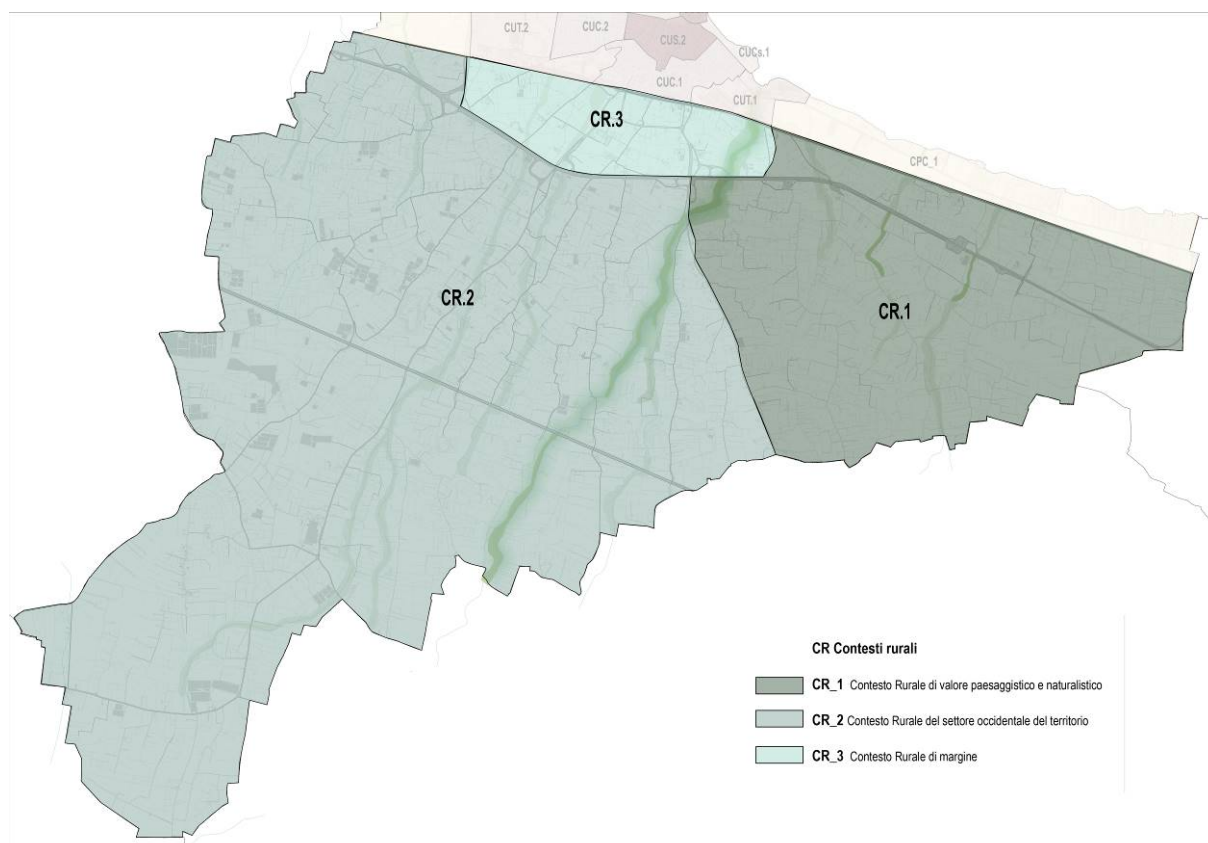 CUT.2
CUC.2
CUS.2
CUCs.1
CUC.1
CUT.1
CR.3
CPC_1
CR.2
CR.1
CR Contesti rurali
CR_1 Contesto Rurale di valore paesaggistico e naturalistico
CR_2 Contesto Rurale del settore occidentale del territorio
CR_3 Contesto Rurale di margine